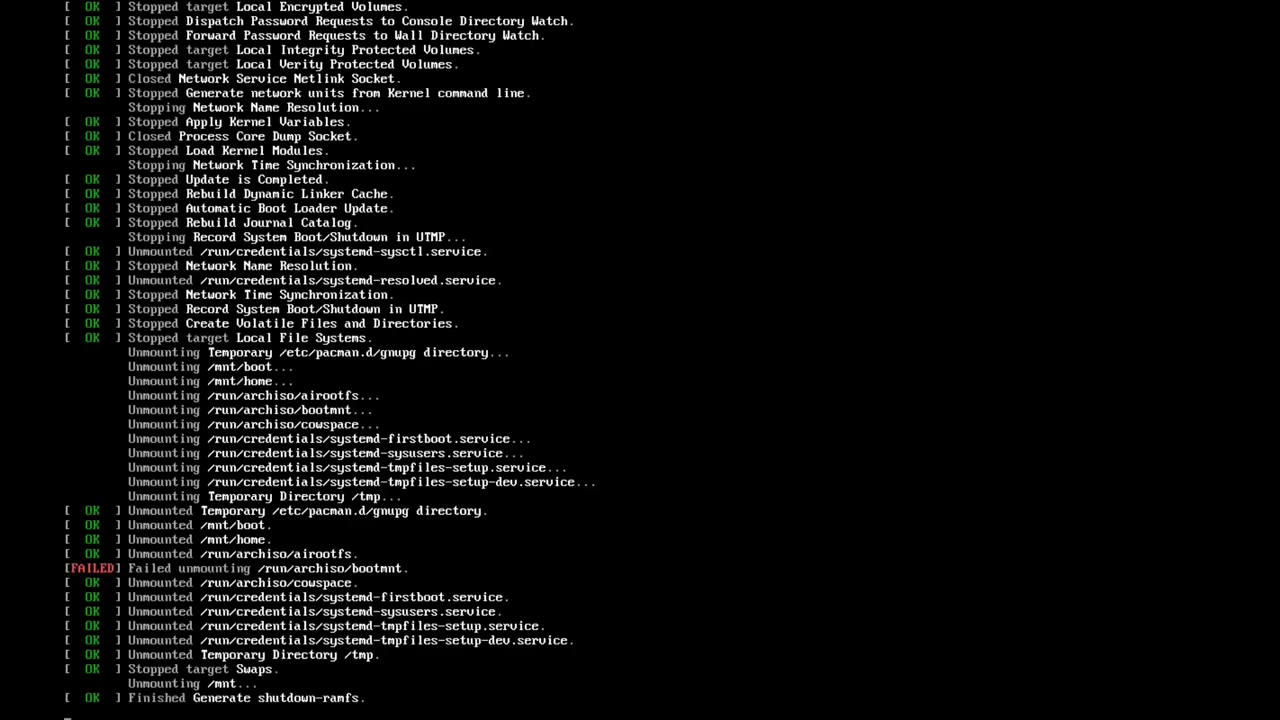 [  OK  ] Stopped target Local Encrypted Volumes.
[  OK  ] Stopped Dispatch Password Requests to Console Directory Watch.
[  OK  ] Stopped Forward Password Requests to Wall Directory Watch.
[  OK  ] Stopped target Local Integrity Protected Volumes.
[  OK  ] Stopped target Local Verity Protected Volumes.
[  OK  ] Closed Network Service Netlink Socket.
[  OK  ] Stopped Generate network units from Kernel command line.
Stopping Network Name Resolution...
[  OK  ] Stopped Apply Kernel Variables.
[  OK  ] Closed Process Core Dump Socket.
[  OK  ] Stopped Load Kernel Modules.
Stopping Network Time Synchronization...
[  OK  ] Stopped Update is Completed.
[  OK  ] Stopped Rebuild Dynamic Linker Cache.
[  OK  ] Stopped Automatic Boot Loader Update.
[  OK  ] Stopped Rebuild Journal Catalog.
Stopping Record System Boot/Shutdown in UTMP...
[  OK  ] Unmounted /run/credentials/systemd-sysctl.service.
[  OK  ] Stopped Network Name Resolution.
[  OK  ] Unmounted /run/credentials/systemd-resolved.service.
[  OK  ] Stopped Network Time Synchronization.
[  OK  ] Stopped Record System Boot/Shutdown in UTMP.
[  OK  ] Stopped Create Volatile Files and Directories.
[  OK  ] Stopped target Local File Systems.
Unmounting Temporary /etc/pacman.d/gnupg directory...
Unmounting /mnt/boot...
Unmounting /mnt/home...
Unmounting /run/archiso/airootfs...
Unmounting /run/archiso/bootmnt...
Unmounting /run/archiso/cowspace...
Unmounting /run/credentials/systemd-firstboot.service...
Unmounting /run/credentials/systemd-sysusers.service...
Unmounting /run/credentials/systemd-tmpfiles-setup.service...
Unmounting /run/credentials/systemd-tmpfiles-setup-dev.service...
Unmounting Temporary Directory /tmp...
[  OK  ] Unmounted Temporary /etc/pacman.d/gnupg directory.
[  OK  ] Unmounted /mnt/boot.
[  OK  ] Unmounted /mnt/home.
[  OK  ] Unmounted /run/archiso/airootfs.
[FAILED] Failed unmounting /run/archiso/bootmnt.
[  OK  ] Unmounted /run/archiso/cowspace.
[  OK  ] Unmounted /run/credentials/systemd-firstboot.service.
[  OK  ] Unmounted /run/credentials/systemd-sysusers.service.
[  OK  ] Unmounted /run/credentials/systemd-tmpfiles-setup.service.
[  OK  ] Unmounted /run/credentials/systemd-tmpfiles-setup-dev.service.
[  OK  ] Unmounted Temporary Directory /tmp.
[  OK  ] Stopped target Swaps.
Unmounting /mnt...
[  OK  ] Finished Generate shutdown-ramfs.